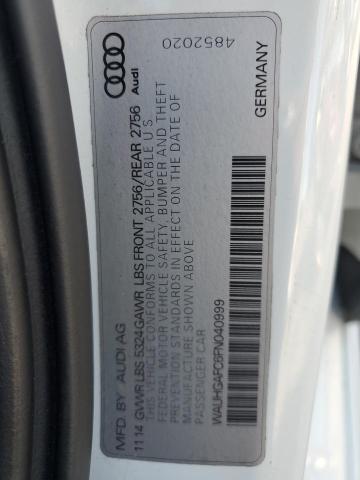 MFD. BY AUDI AG
11 14 GVWR LBS 5324 GAWR LBS FRONT 2756/REAR 2756
THIS VEHICLE CONFORMS TO ALL APPLICABLE U S
FEDERAL MOTOR VEHICLE SAFETY, BUMPER AND THEFT
PREVENTION STANDARDS IN EFFECT ON THE DATE OF
MANUFACTURE SHOWN ABOVE
PASSENGER CAR
WAUHGAFC6FN040999
GERMANY
Audi
4852020